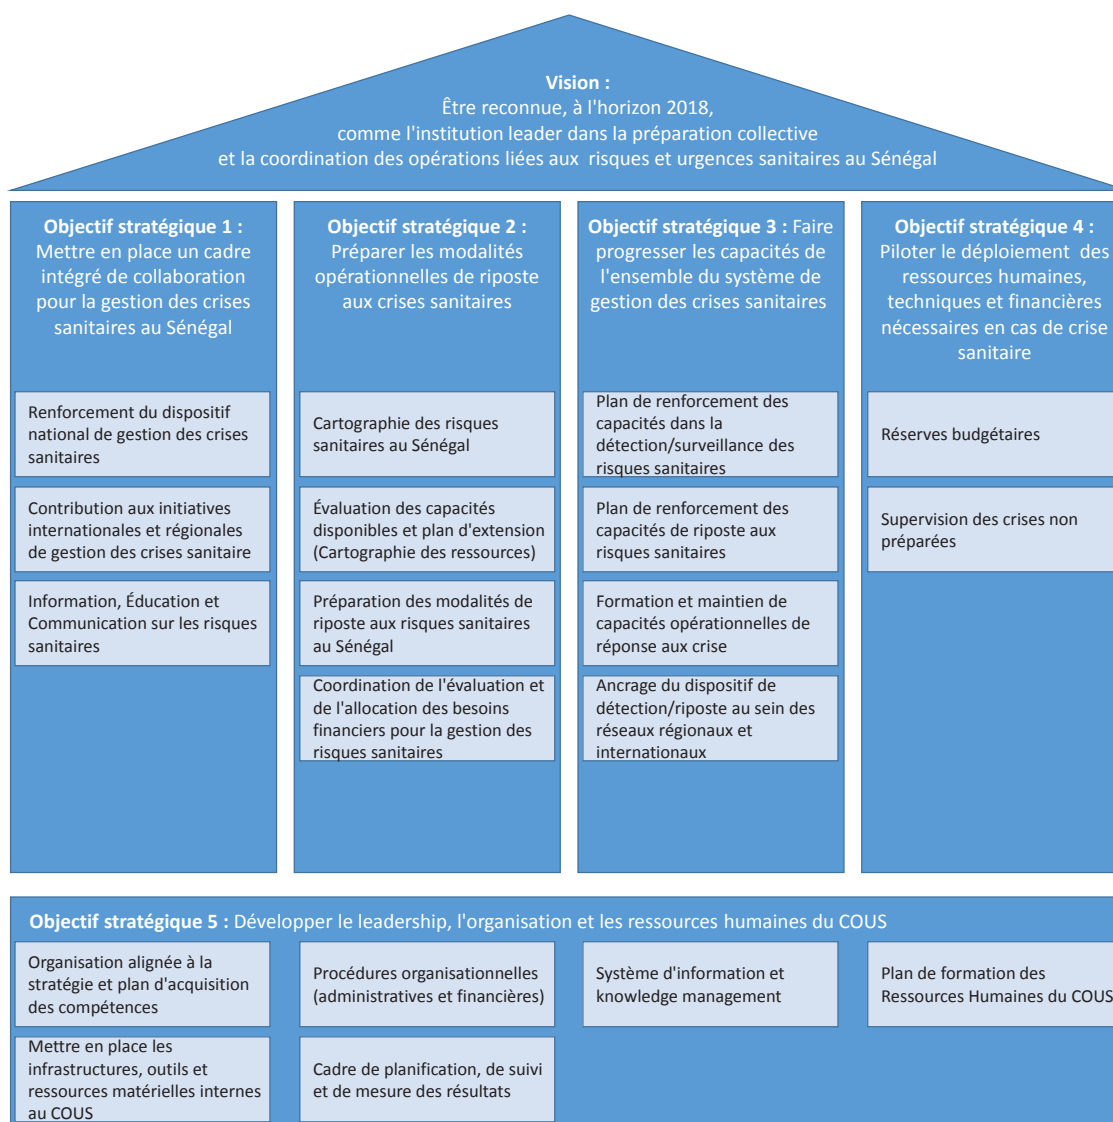 Vision :
Être reconnue, à l'horizon 2018,
comme l'institution leader dans la préparation collective
et la coordination des opérations liées aux risques et urgences sanitaires au Sénégal
Objectif stratégique 1 :
Mettre en place un cadre
intégré de collaboration
pour la gestion des crises
sanitaires au Sénégal
Renforcement du dispositif
national de gestion des crises
sanitaires
Contribution aux initiatives
internationales et régionales
de gestion des crises sanitaire
Information, Éducation et
Communication sur les risques
sanitaires
Objectif stratégique 2 :
Préparer les modalités
opérationnelles de riposte
aux crises sanitaires
Cartographie des risques
sanitaires au Sénégal
Évaluation des capacités
disponibles et plan d'extension
(Cartographie des ressources)
Préparation des modalités de
riposte aux risques sanitaires
au Sénégal
Coordination de l'évaluation et
de l'allocation des besoins
financiers pour la gestion des
risques sanitaires
Objectif stratégique 3 : Faire
progresser les capacités de
l'ensemble du système de
gestion des crises sanitaires
Plan de renforcement des
capacités dans la
détection/surveillance des
risques sanitaires
Plan de renforcement des
capacités de riposte aux
risques sanitaires
Formation et maintien de
capacités opérationnelles de
réponse aux crise
Ancrage du dispositif de
détection/riposte au sein des
réseaux régionaux et
internationaux
Objectif stratégique 4 :
Piloter le déploiement des
ressources humaines,
techniques et financières
nécessaires en cas de crise
sanitaire
Réserves budgétaires
Supervision des crises non
préparées
Objectif stratégique 5 : Développer le leadership, l'organisation et les ressources humaines du COUS
Organisation alignée à la
stratégie et plan d'acquisition
des compétences
Procédures organisationnelles
(administratives et financières)
Système d'information et
knowledge management
Plan de formation des
Ressources Humaines du COUS
Mettre en place les
infrastructures, outils et
ressources matérielles internes
au COUS
Cadre de planification, de suivi
et de mesure des résultats